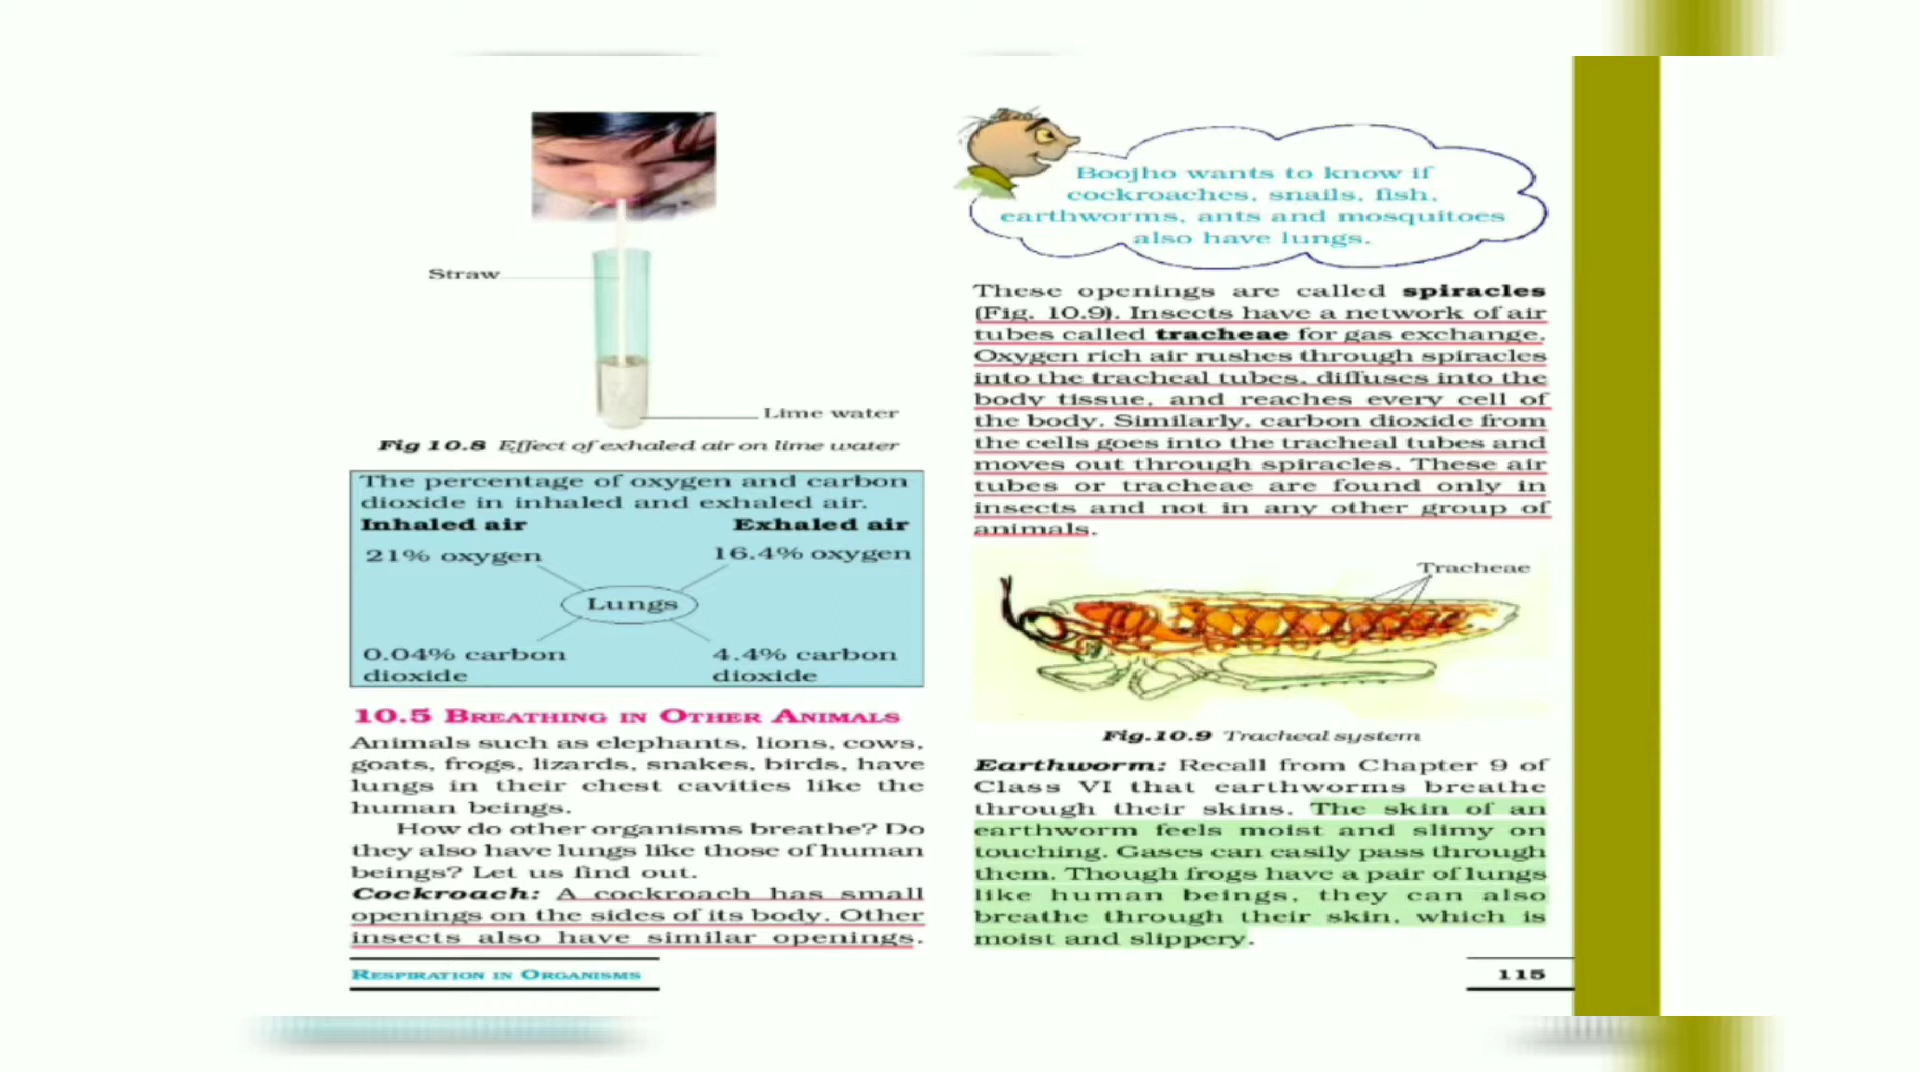 Straw
Lime water
Fig 10.8 Effect of exhaled air on lime water
The percentage of oxygen and carbon
dioxide in inhaled and exhaled air.
Inhaled air Exhaled air
21% oxygen 16.4% oxygen
Lungs
0.04% carbon 4.4% carbon
dioxide dioxide
10.5 BREATHING IN OTHER ANIMALS
Animals such as elephants, lions, cows,
goats, frogs, lizards, snakes, birds, have
lungs in their chest cavities like the
human beings.
How do other organisms breathe? Do
they also have lungs like those of human
beings? Let us find out.
Cockroach: A cockroach has small
openings on the sides of its body. Other
insects also have similar openings.
RESPIRATION IN ORGANISMS
Boojho wants to know if
cockroaches, snails, fish,
earthworms, ants and mosquitoes
also have lungs.
These openings are called spiracles
(Fig. 10.9). Insects have a network of air
tubes called tracheae for gas exchange.
Oxygen rich air rushes through spiracles
into the tracheal tubes, diffuses into the
body tissue, and reaches every cell of
the body. Similarly, carbon dioxide from
the cells goes into the tracheal tubes and
moves out through spiracles. These air
tubes or tracheae are found only in
insects and not in any other group of
animals.
Tracheae
Fig.10.9 Tracheal system
Earthworm: Recall from Chapter 9 of
Class VI that earthworms breathe
through their skins. The skin of an
earthworm feels moist and slimy on
touching. Gases can easily pass through
them. Though frogs have a pair of lungs
like human beings, they can also
breathe through their skin, which is
moist and slippery.
115